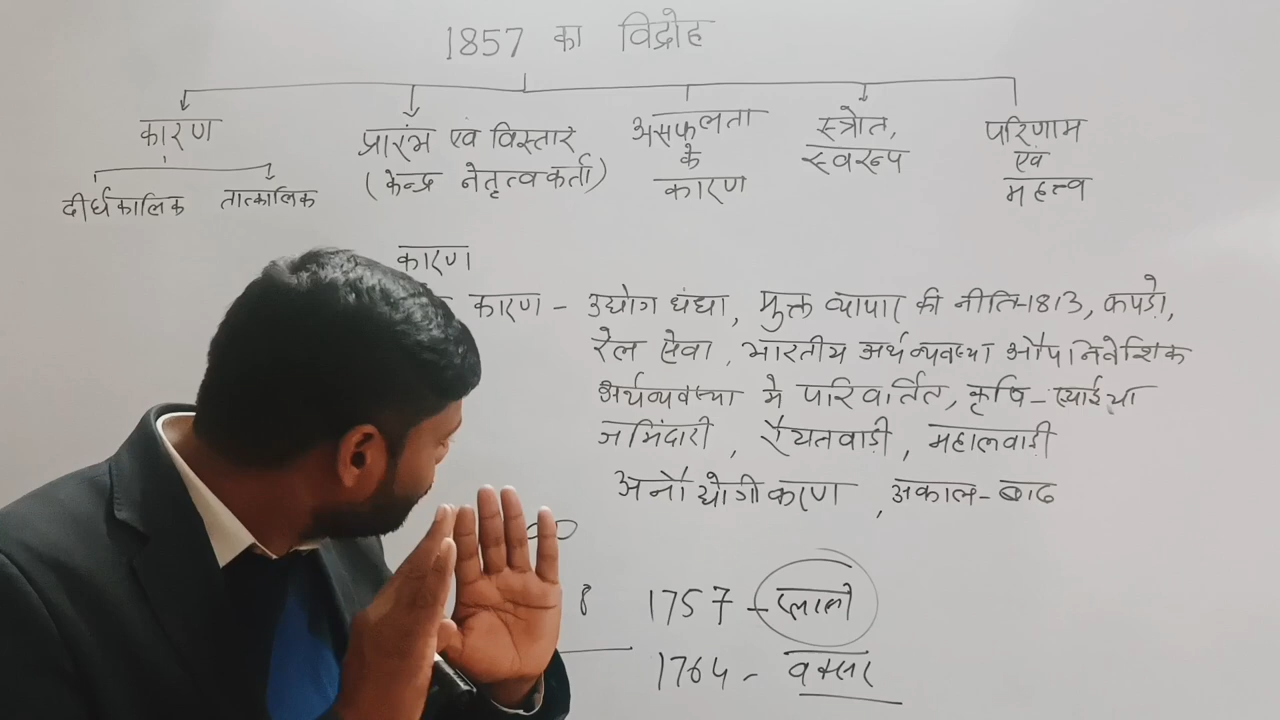 1857 का विद्रोह
कारण
दीर्घकालिक तात्कालिक
प्रारंभ एवं विस्तार
(केन्द्र नेतृत्वकर्ता)
असफलता
के
कारण
स्त्रोत,
स्वरूप
परिणाम
एवं
महत्व
कारण
कारण - उद्योग धंधा, मुक्त व्यापार की नीति-1813, कपड़े,
रेल सेवा, भारतीय अर्थव्यवस्था औपनिवेशिक
अर्थव्यवस्था मे परिवर्तित, कृषि-स्थाई या
जमिंदारी, रैयतवाड़ी, महालवाड़ी
अनौद्योगीकरण, अकाल-बाढ
8 1757 - प्लासी
1764 - बक्सर